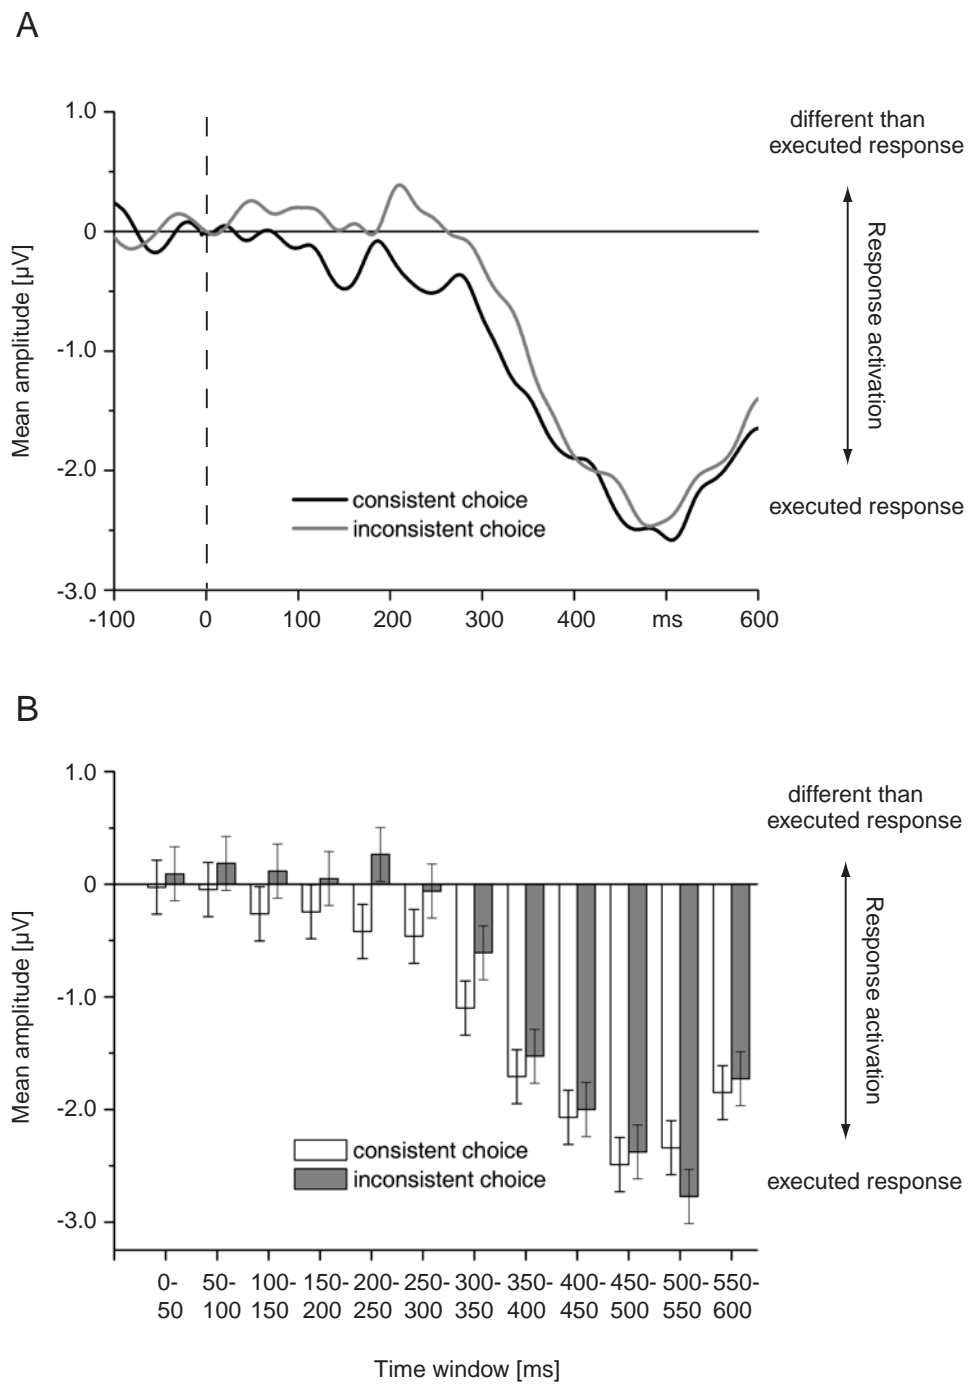 A
1.0
0
-1.0
-2.0
-3.0
Mean amplitude [µV]
-100
0
100
200
300
400
ms
600
consistent choice
inconsistent choice
different than
executed response
Response activation
executed response
B
1.0
0
-1.0
-2.0
-3.0
Mean amplitude [µV]
consistent choice
inconsistent choice
different than
executed response
Response activation
executed response
0- 50- 100- 150- 200- 250- 300- 350- 400- 450- 500- 550-
50 100 150 200 250 300 350 400 450 500 550 600
Time window [ms]